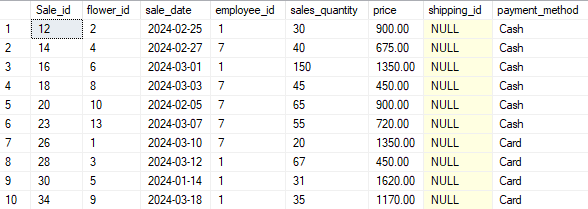 Sale_id flower_id sale_date employee_id sales_quantity price shipping_id payment_method
1 12 2 2024-02-25 1 30 900.00 NULL Cash
2 14 4 2024-02-27 7 40 675.00 NULL Cash
3 16 6 2024-03-01 1 150 1350.00 NULL Cash
4 18 8 2024-03-03 7 45 450.00 NULL Cash
5 20 10 2024-02-05 7 65 900.00 NULL Cash
6 23 13 2024-03-07 7 55 720.00 NULL Cash
7 26 1 2024-03-10 7 20 1350.00 NULL Card
8 28 3 2024-03-12 1 67 450.00 NULL Card
9 30 5 2024-01-14 1 31 1620.00 NULL Card
10 34 9 2024-03-18 1 35 1170.00 NULL Card